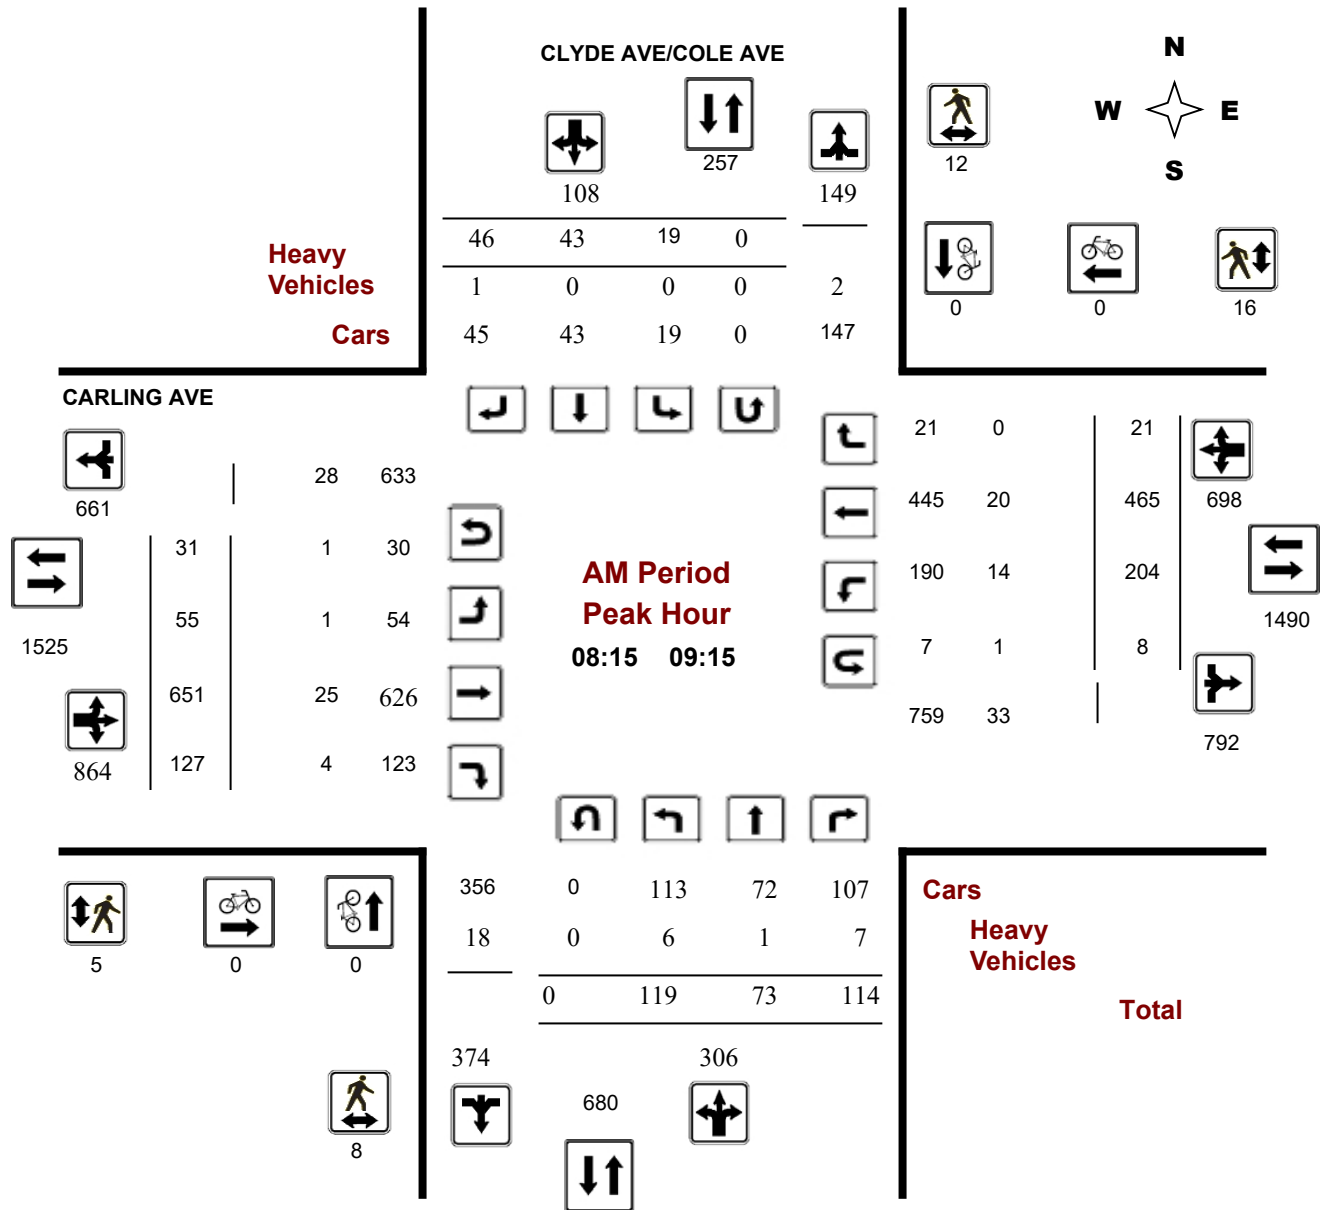 CLYDE AVE/COLE AVE
N
W E
S
257
12
108
149
46 43 19 0
Heavy
Vehicles
1 0 0 0 2
0 0 16
Cars
45 43 19 0 147
CARLING AVE
21 0 21
28 633
661
445 20 465 698
31 1 30
AM Period
190 14 204
Peak Hour
55 1 54
1490
1525
08:15 09:15
7 1 8
651 25 626
759 33
792
864
127 4 123
356 0 113 72 107
Cars
18 0 6 1 7
Heavy
Vehicles
5 0 0
0 119 73 114
Total
374 306
680
8